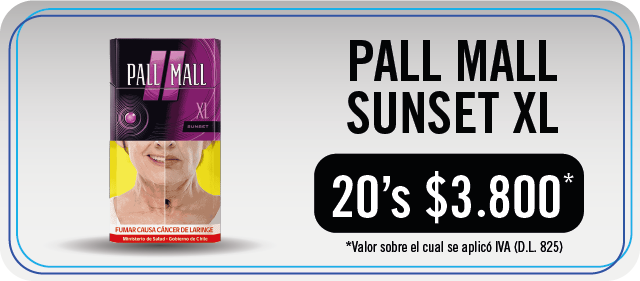 PALL MALL
XL
SUNSET
FUMAR CAUSA CÁNCER DE LARINGE
Ministerio de Salud - Gobierno de Chile
PALL MALL
SUNSET XL
20's $3.800*
*Valor sobre el cual se aplicó IVA (D.L. 825)